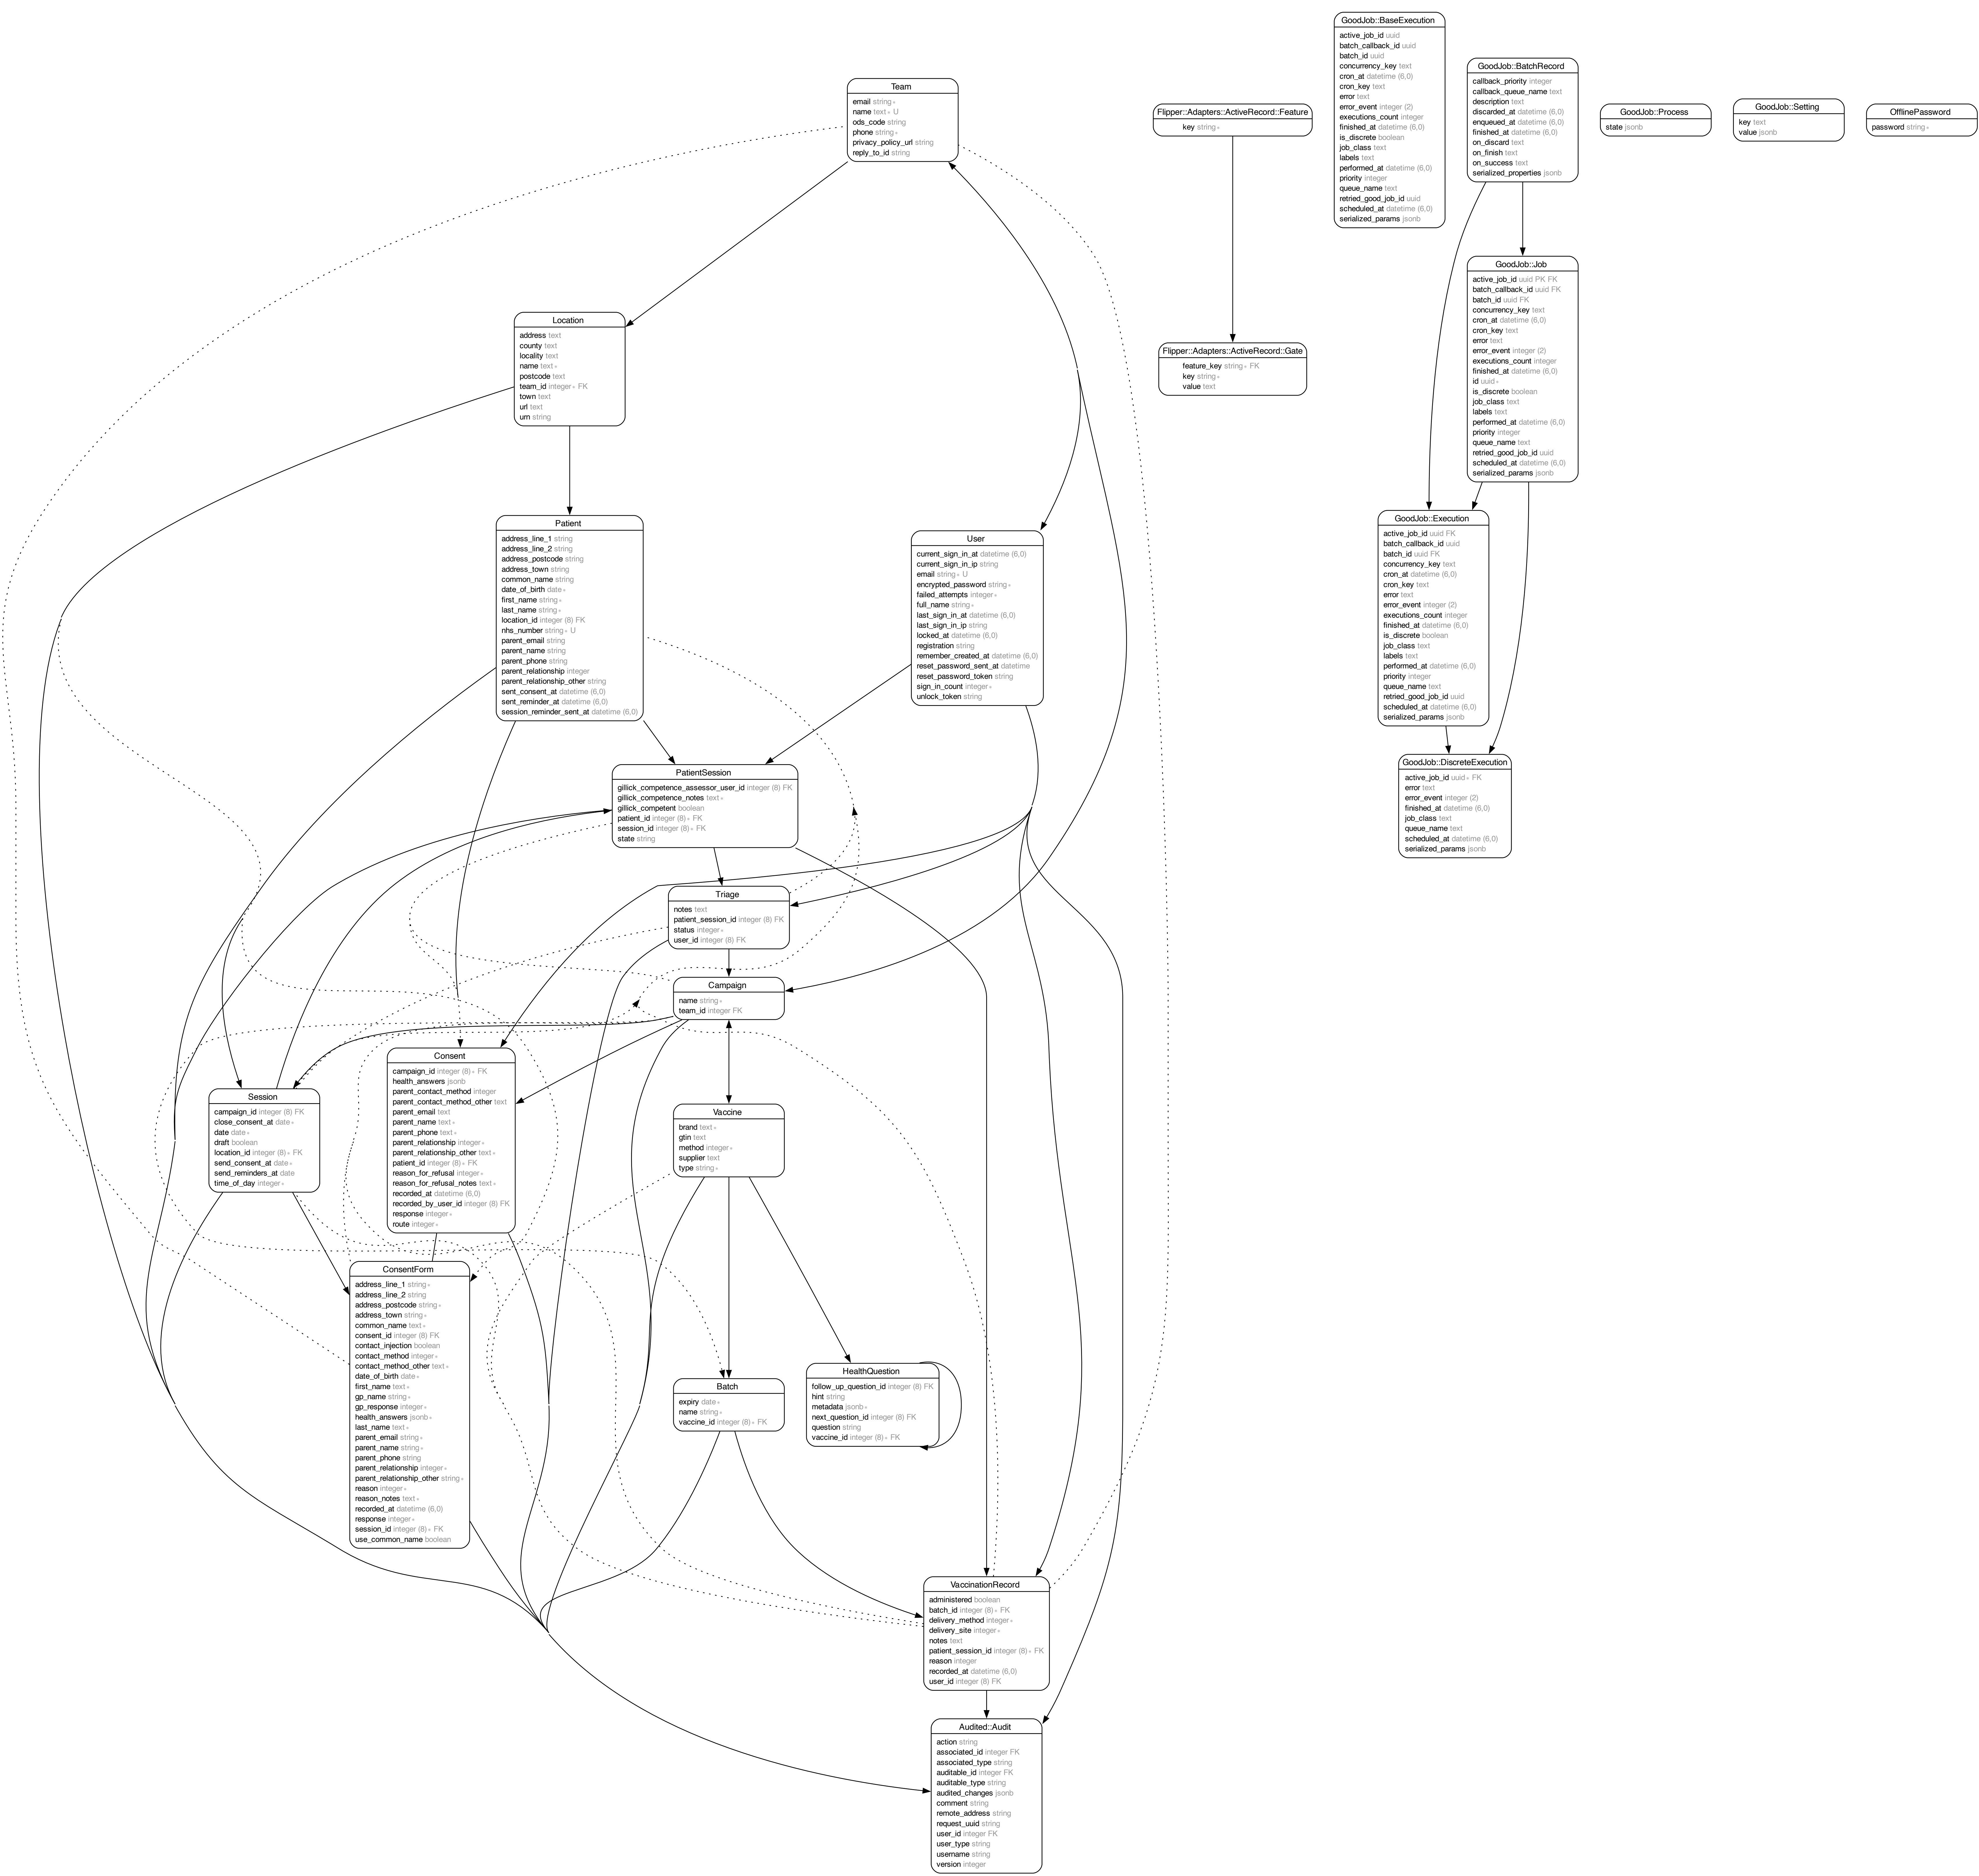 Team
email string ∗
name text ∗ U
ods_code string
phone string ∗
privacy_policy_url string
reply_to_id string
Flipper::Adapters::ActiveRecord::Feature
key string ∗
GoodJob::BaseExecution
active_job_id uuid
batch_callback_id uuid
batch_id uuid
concurrency_key text
cron_at datetime (6,0)
cron_key text
error text
error_event integer (2)
executions_count integer
finished_at datetime (6,0)
is_discrete boolean
job_class text
labels text
performed_at datetime (6,0)
priority integer
queue_name text
retried_good_job_id uuid
scheduled_at datetime (6,0)
serialized_params jsonb
GoodJob::BatchRecord
callback_priority integer
callback_queue_name text
description text
discarded_at datetime (6,0)
enqueued_at datetime (6,0)
finished_at datetime (6,0)
on_discard text
on_finish text
on_success text
serialized_properties jsonb
GoodJob::Process
state jsonb
GoodJob::Setting
key text
value jsonb
OfflinePassword
password string ∗
Location
address text
county text
locality text
name text ∗
postcode text
team_id integer ∗ FK
town text
url text
urn string
Flipper::Adapters::ActiveRecord::Gate
feature_key string ∗ FK
key string ∗
value text
GoodJob::Job
active_job_id uuid PK FK
batch_callback_id uuid FK
batch_id uuid FK
concurrency_key text
cron_at datetime (6,0)
cron_key text
error text
error_event integer (2)
executions_count integer
finished_at datetime (6,0)
id uuid ∗
is_discrete boolean
job_class text
labels text
performed_at datetime (6,0)
priority integer
queue_name text
retried_good_job_id uuid
scheduled_at datetime (6,0)
serialized_params jsonb
Patient
address_line_1 string
address_line_2 string
address_postcode string
address_town string
common_name string
date_of_birth date ∗
first_name string ∗
last_name string ∗
location_id integer (8) FK
nhs_number string ∗ U
parent_email string
parent_name string
parent_phone string
parent_relationship integer
parent_relationship_other string
sent_consent_at datetime (6,0)
sent_reminder_at datetime (6,0)
session_reminder_sent_at datetime (6,0)
User
current_sign_in_at datetime (6,0)
current_sign_in_ip string
email string ∗ U
encrypted_password string ∗
failed_attempts integer ∗
full_name string ∗
last_sign_in_at datetime (6,0)
last_sign_in_ip string
locked_at datetime (6,0)
registration string
remember_created_at datetime (6,0)
reset_password_sent_at datetime
reset_password_token string
sign_in_count integer ∗
unlock_token string
GoodJob::Execution
active_job_id uuid FK
batch_callback_id uuid
batch_id uuid FK
concurrency_key text
cron_at datetime (6,0)
cron_key text
error text
error_event integer (2)
executions_count integer
finished_at datetime (6,0)
is_discrete boolean
job_class text
labels text
performed_at datetime (6,0)
priority integer
queue_name text
retried_good_job_id uuid
scheduled_at datetime (6,0)
serialized_params jsonb
PatientSession
gillick_competence_assessor_user_id integer (8) FK
gillick_competence_notes text ∗
gillick_competent boolean
patient_id integer (8) ∗ FK
session_id integer (8) ∗ FK
state string
GoodJob::DiscreteExecution
active_job_id uuid ∗ FK
error text
error_event integer (2)
finished_at datetime (6,0)
job_class text
queue_name text
scheduled_at datetime (6,0)
serialized_params jsonb
Triage
notes text
patient_session_id integer (8) FK
status integer ∗
user_id integer (8) FK
Campaign
name string ∗
team_id integer FK
Consent
campaign_id integer (8) ∗ FK
health_answers jsonb
parent_contact_method integer
parent_contact_method_other text
parent_email text
parent_name text ∗
parent_phone text ∗
parent_relationship integer ∗
parent_relationship_other text ∗
patient_id integer (8) ∗ FK
reason_for_refusal integer ∗
reason_for_refusal_notes text ∗
recorded_at datetime (6,0)
recorded_by_user_id integer (8) FK
response integer ∗
route integer ∗
Session
campaign_id integer (8) FK
close_consent_at date ∗
date date ∗
draft boolean
location_id integer (8) ∗ FK
send_consent_at date ∗
send_reminders_at date
time_of_day integer ∗
Vaccine
brand text ∗
gtin text
method integer ∗
supplier text
type string ∗
ConsentForm
address_line_1 string ∗
address_line_2 string
address_postcode string ∗
address_town string ∗
common_name text ∗
consent_id integer (8) FK
contact_injection boolean
contact_method integer ∗
contact_method_other text ∗
date_of_birth date ∗
first_name text ∗
gp_name string ∗
gp_response integer ∗
health_answers jsonb ∗
last_name text ∗
parent_email string ∗
parent_name string ∗
parent_phone string
parent_relationship integer ∗
parent_relationship_other string ∗
reason integer ∗
reason_notes text ∗
recorded_at datetime (6,0)
response integer ∗
session_id integer (8) ∗ FK
use_common_name boolean
Batch
expiry date ∗
name string ∗
vaccine_id integer (8) ∗ FK
HealthQuestion
follow_up_question_id integer (8) FK
hint string
metadata jsonb ∗
next_question_id integer (8) FK
question string
vaccine_id integer (8) ∗ FK
VaccinationRecord
administered boolean
batch_id integer (8) ∗ FK
delivery_method integer ∗
delivery_site integer ∗
notes text
patient_session_id integer (8) ∗ FK
reason integer
recorded_at datetime (6,0)
user_id integer (8) FK
Audited::Audit
action string
associated_id integer FK
associated_type string
auditable_id integer FK
auditable_type string
audited_changes jsonb
comment string
remote_address string
request_uuid string
user_id integer FK
user_type string
username string
version integer